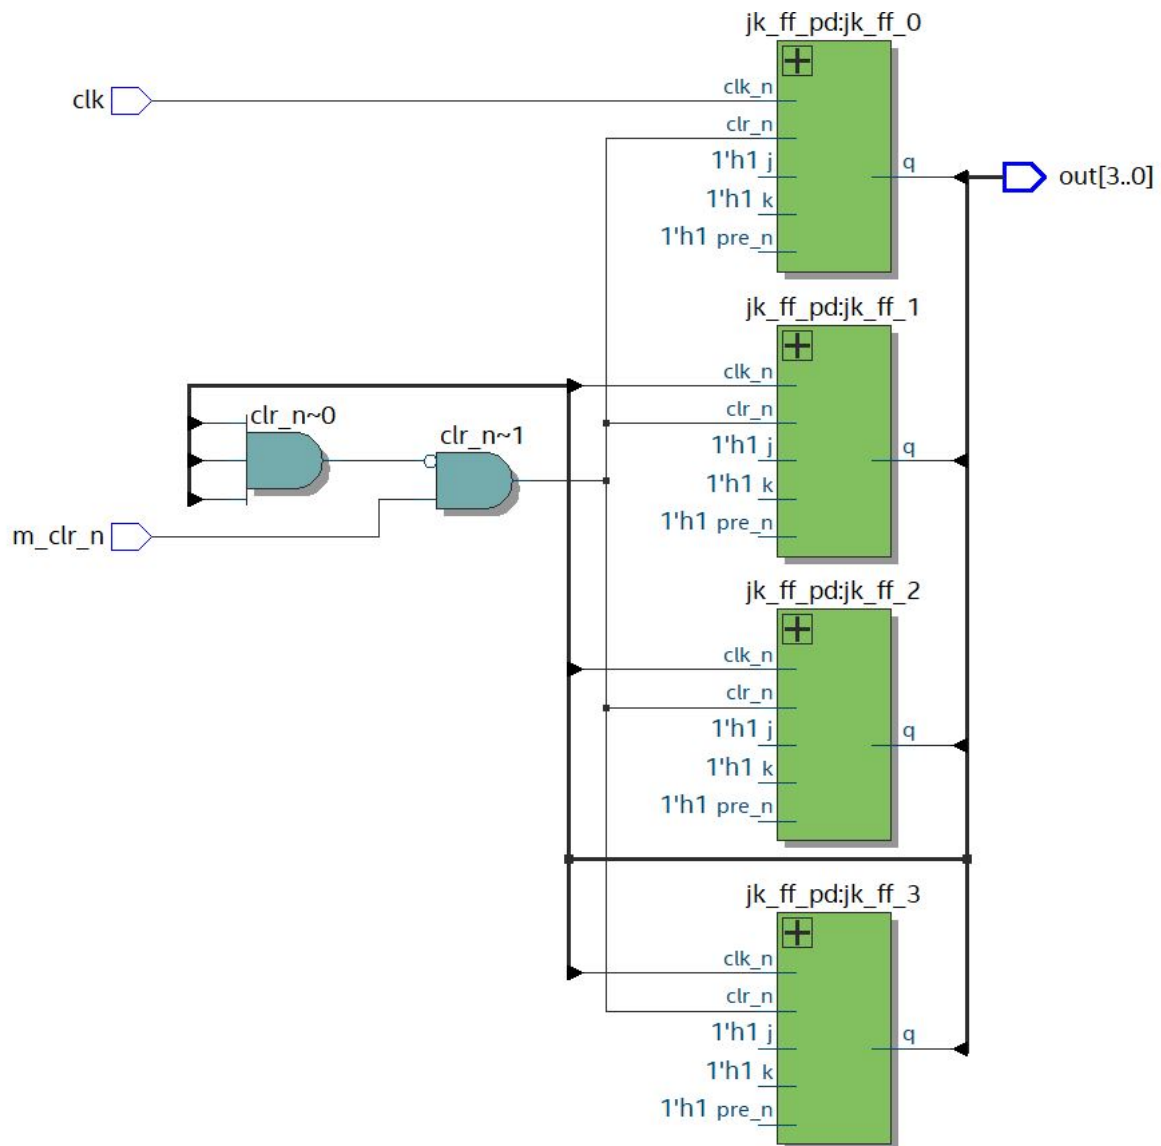 jk_ff_pd:jk_ff_0
clk
clk_n
clr_n
1'h1 j
1'h1 k
1'h1 pre_n
q
out[3..0]
jk_ff_pd:jk_ff_1
clk_n
clr_n
1'h1 j
1'h1 k
1'h1 pre_n
q
clr_n~0
clr_n~1
m_clr_n
jk_ff_pd:jk_ff_2
clk_n
clr_n
1'h1 j
1'h1 k
1'h1 pre_n
q
jk_ff_pd:jk_ff_3
clk_n
clr_n
1'h1 j
1'h1 k
1'h1 pre_n
q